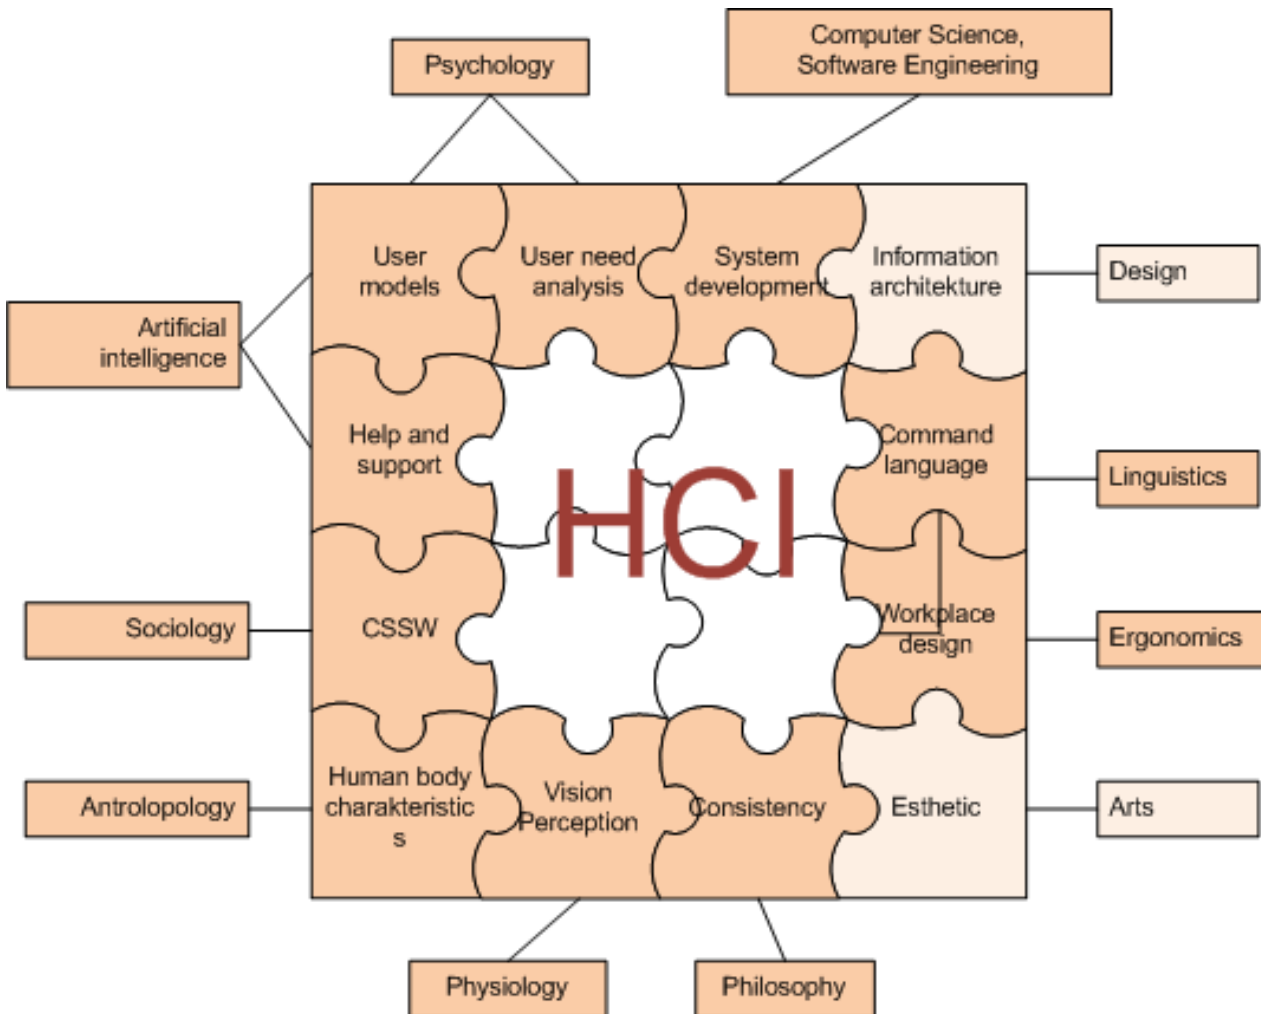 Psychology
Computer Science,
Software Engineering
User
models
User need
analysis
System
development
Information
architekture
Design
Artificial
intelligence
Help and
support
Command
language
Linguistics
HCI
Sociology
CSSW
Workplace
design
Ergonomics
Antrolopology
Human body
charakteristic
s
Vision
Perception
Consistency
Esthetic
Arts
Physiology
Philosophy